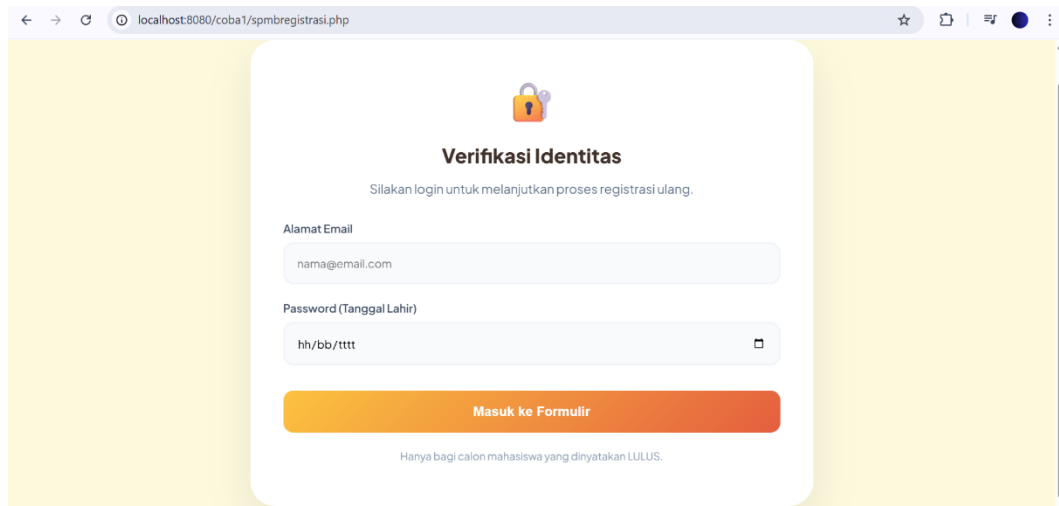 localhost:8080/coba1/spmbregistrasi.php
Verifikasi Identitas
Silakan login untuk melanjutkan proses registrasi ulang.
Alamat Email
nama@email.com
Password (Tanggal Lahir)
hh/bb/tttt
Masuk ke Formulir
Hanya bagi calon mahasiswa yang dinyatakan LULUS.